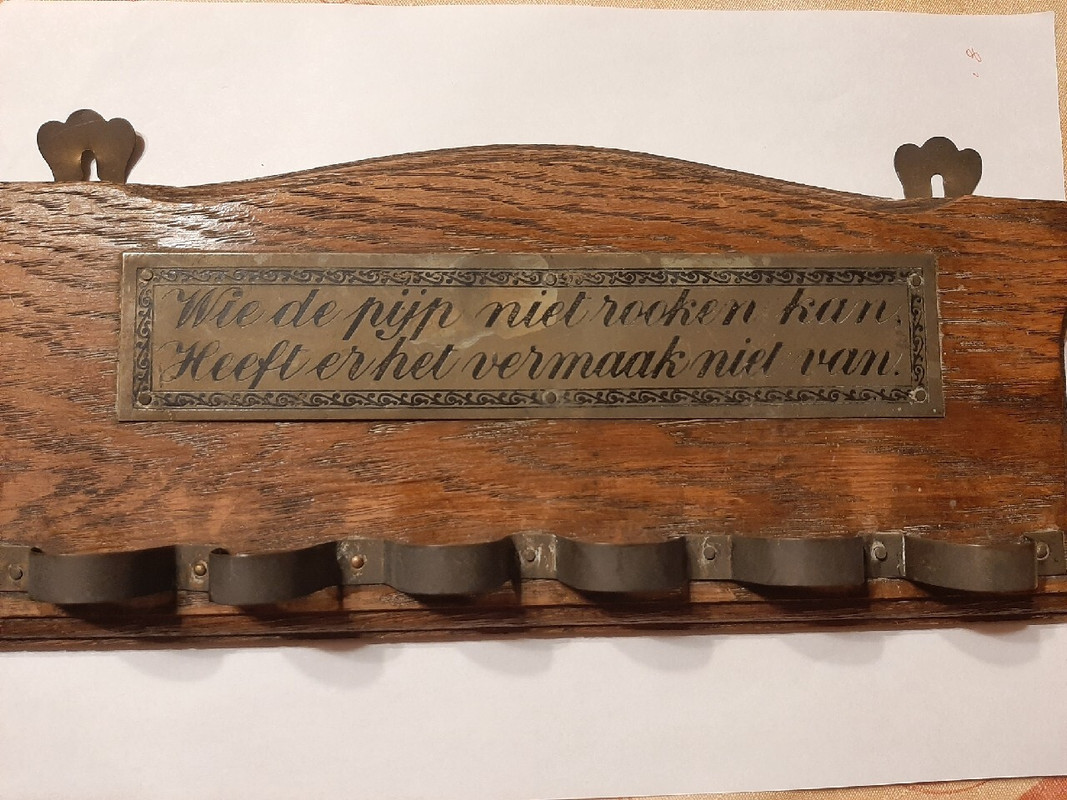 Wie de pijp niet rooken kan,
Heeft er het vermaak niet van.